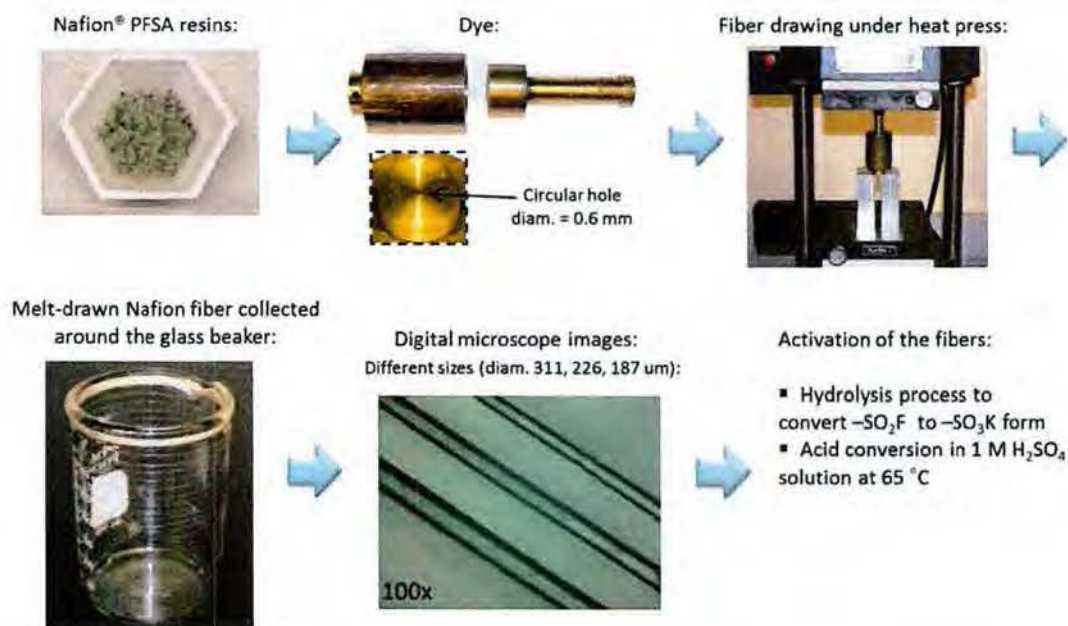 Nafion® PFSA resins:
Dye:
Fiber drawing under heat press:
Circular hole
diam. = 0.6 mm
Melt-drawn Nafion fiber collected
around the glass beaker:
Digital microscope images:
Different sizes (diam. 311, 226, 187 um):
100x
Activation of the fibers:
▪ Hydrolysis process to
convert –SO₂F to –SO₃K form
▪ Acid conversion in 1 M H₂SO₄
solution at 65 °C